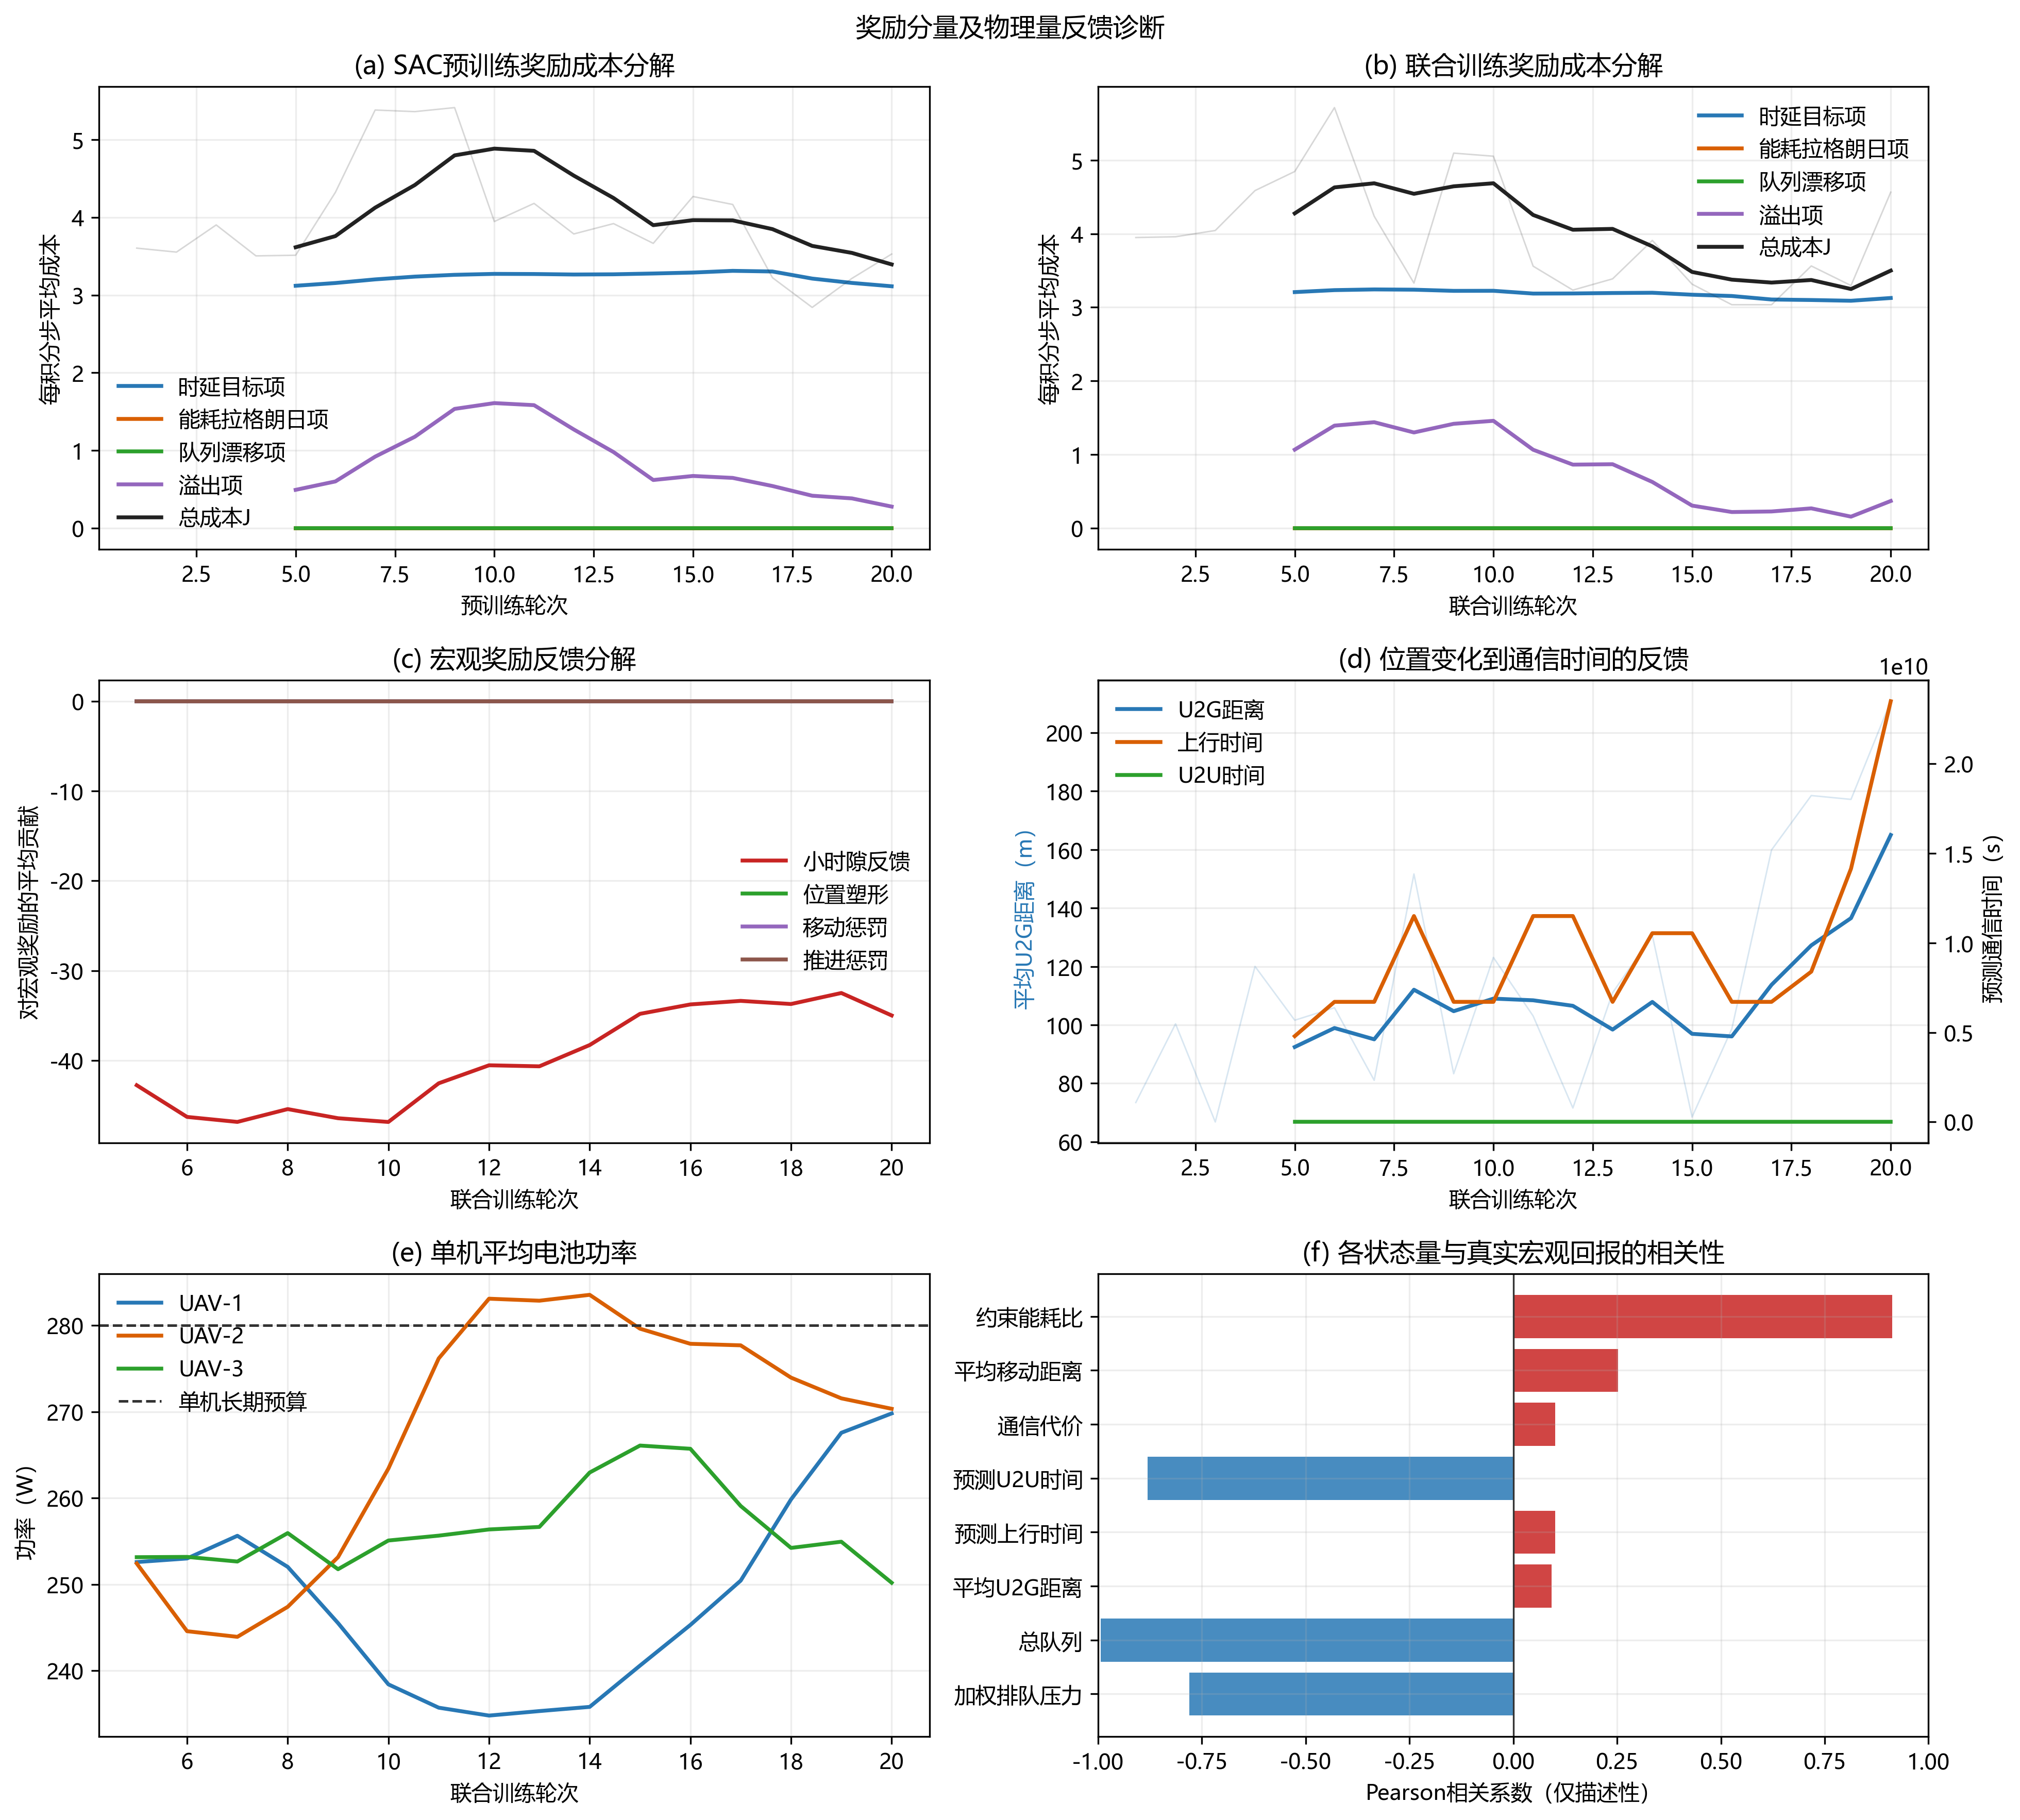 奖励分量及物理量反馈诊断
(a) SAC预训练奖励成本分解
每积分步平均成本
5
4
3
2
1
0
时延目标项
能耗拉格朗日项
队列漂移项
溢出项
总成本J
2.5 5.0 7.5 10.0 12.5 15.0 17.5 20.0
预训练轮次
(b) 联合训练奖励成本分解
每积分步平均成本
5
4
3
2
1
0
时延目标项
能耗拉格朗日项
队列漂移项
溢出项
总成本J
2.5 5.0 7.5 10.0 12.5 15.0 17.5 20.0
联合训练轮次
(c) 宏观奖励反馈分解
对宏观奖励的平均贡献
0
-10
-20
-30
-40
小时隙反馈
位置塑形
移动惩罚
推进惩罚
6 8 10 12 14 16 18 20
联合训练轮次
(d) 位置变化到通信时间的反馈
1e10
平均U2G距离（m）
200
180
160
140
120
100
80
60
U2G距离
上行时间
U2U时间
2.0
1.5
1.0
0.5
0.0
预测通信时间（s）
2.5 5.0 7.5 10.0 12.5 15.0 17.5 20.0
联合训练轮次
(e) 单机平均电池功率
功率（W）
280
270
260
250
240
UAV-1
UAV-2
UAV-3
单机长期预算
6 8 10 12 14 16 18 20
联合训练轮次
(f) 各状态量与真实宏观回报的相关性
约束能耗比
平均移动距离
通信代价
预测U2U时间
预测上行时间
平均U2G距离
总队列
加权排队压力
-1.00 -0.75 -0.50 -0.25 0.00 0.25 0.50 0.75 1.00
Pearson相关系数（仅描述性）